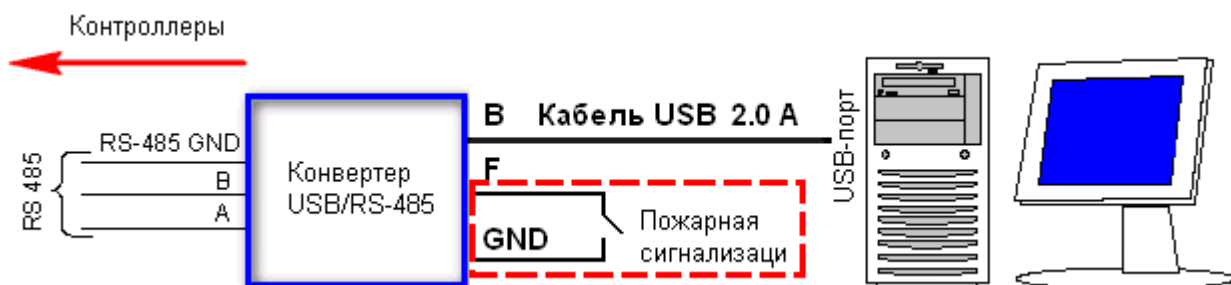 Контроллеры
B Кабель USB 2.0 A
USB-порт
RS-485 GND
B
A
RS 485
Конвертер
USB/RS-485
F
GND
Пожарная
сигнализаци